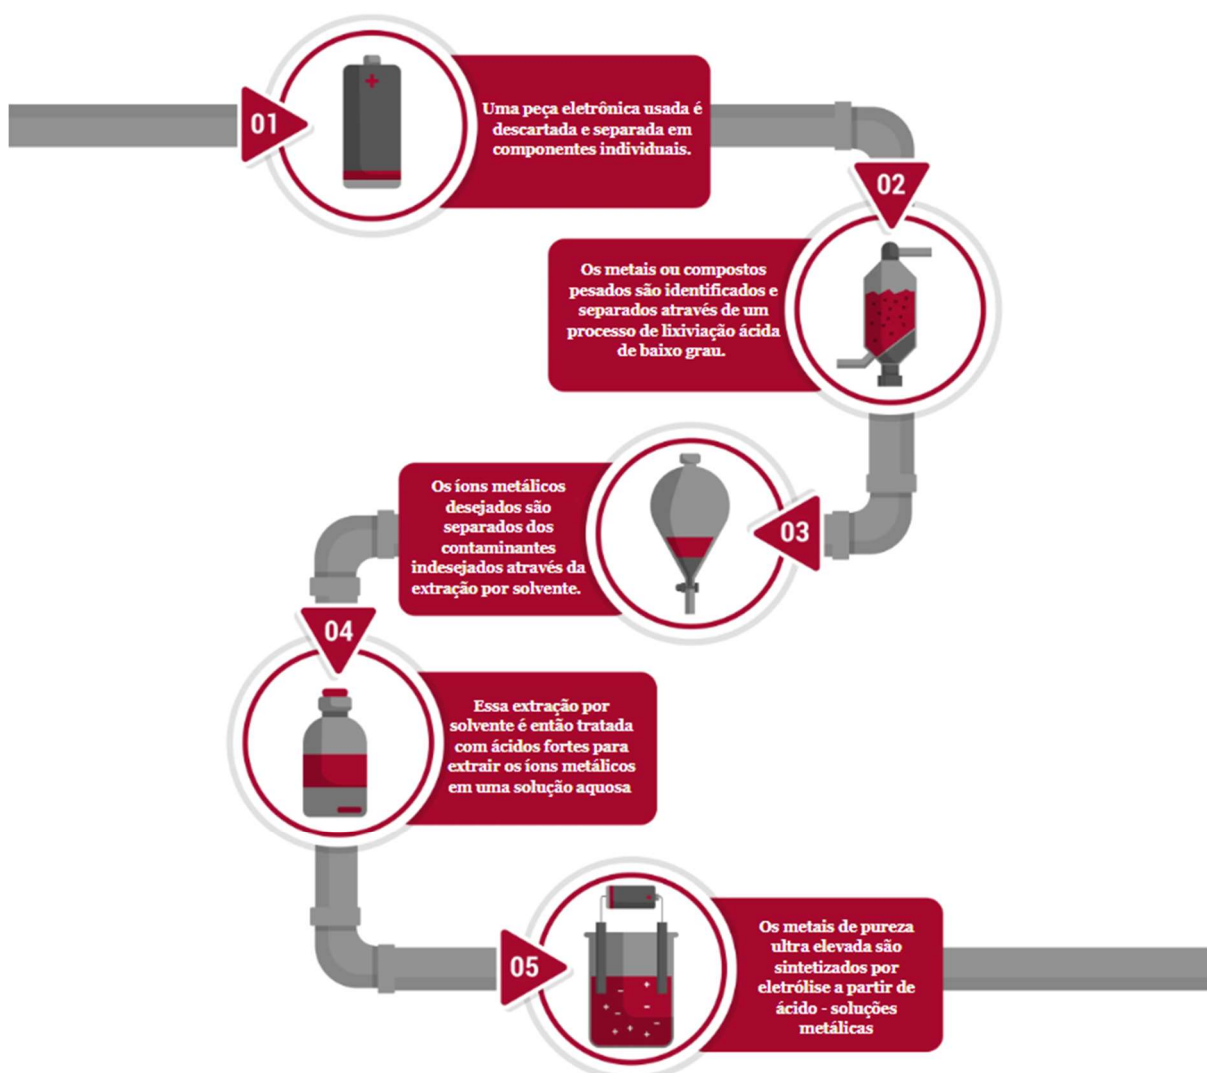 01
Uma peça eletrônica usada é
descartada e separada em
componentes individuais.
02
Os metais ou compostos
pesados são identificados e
separados através de um
processo de lixiviação ácida
de baixo grau.
03
Os íons metálicos
desejados são
separados dos
contaminantes
indesejados através da
extração por solvente.
04
Essa extração por
solvente é então tratada
com ácidos fortes para
extrair os íons metálicos
em uma solução aquosa
05
Os metais de pureza
ultra elevada são
sintetizados por
eletrólise a partir de
ácido - soluções
metálicas